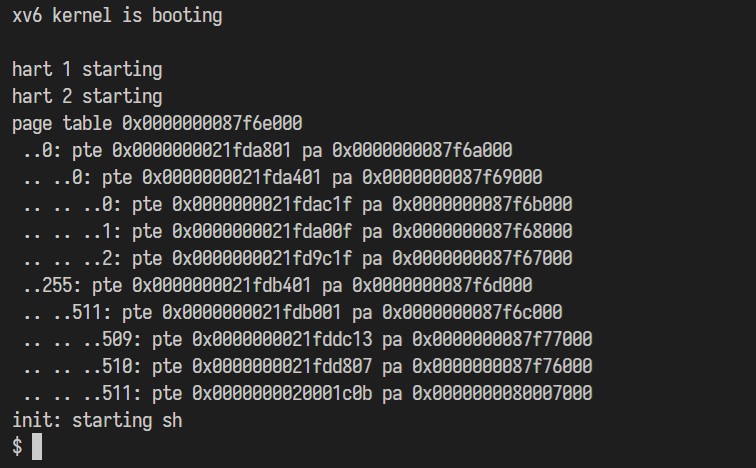 xv6 kernel is booting

hart 1 starting
hart 2 starting
page table 0x0000000087f6e000
 ..0: pte 0x0000000021fda801 pa 0x0000000087f6a000
 .. ..0: pte 0x0000000021fda401 pa 0x0000000087f69000
 .. .. ..0: pte 0x0000000021fdac1f pa 0x0000000087f6b000
 .. .. ..1: pte 0x0000000021fda00f pa 0x0000000087f68000
 .. .. ..2: pte 0x0000000021fd9c1f pa 0x0000000087f67000
 ..255: pte 0x0000000021fdb401 pa 0x0000000087f6d000
 .. ..511: pte 0x0000000021fdb001 pa 0x0000000087f6c000
 .. .. ..509: pte 0x0000000021fddc13 pa 0x0000000087f77000
 .. .. ..510: pte 0x0000000021fdd807 pa 0x0000000087f76000
 .. .. ..511: pte 0x0000000020001c0b pa 0x0000000080007000
init: starting sh
$